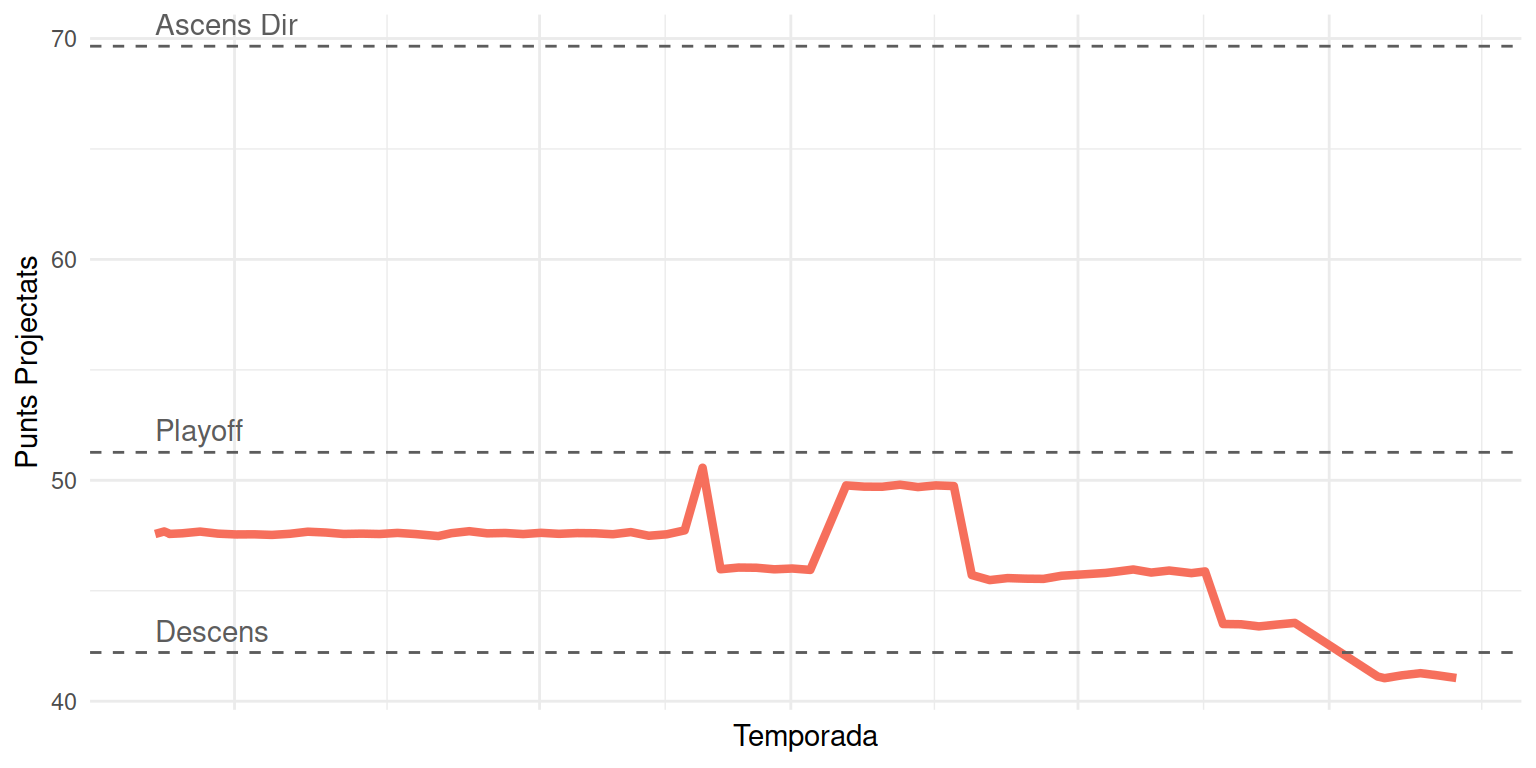 Ascens Dir
70
60
Punts Projectats
Playoff
50
Descens
40
Temporada